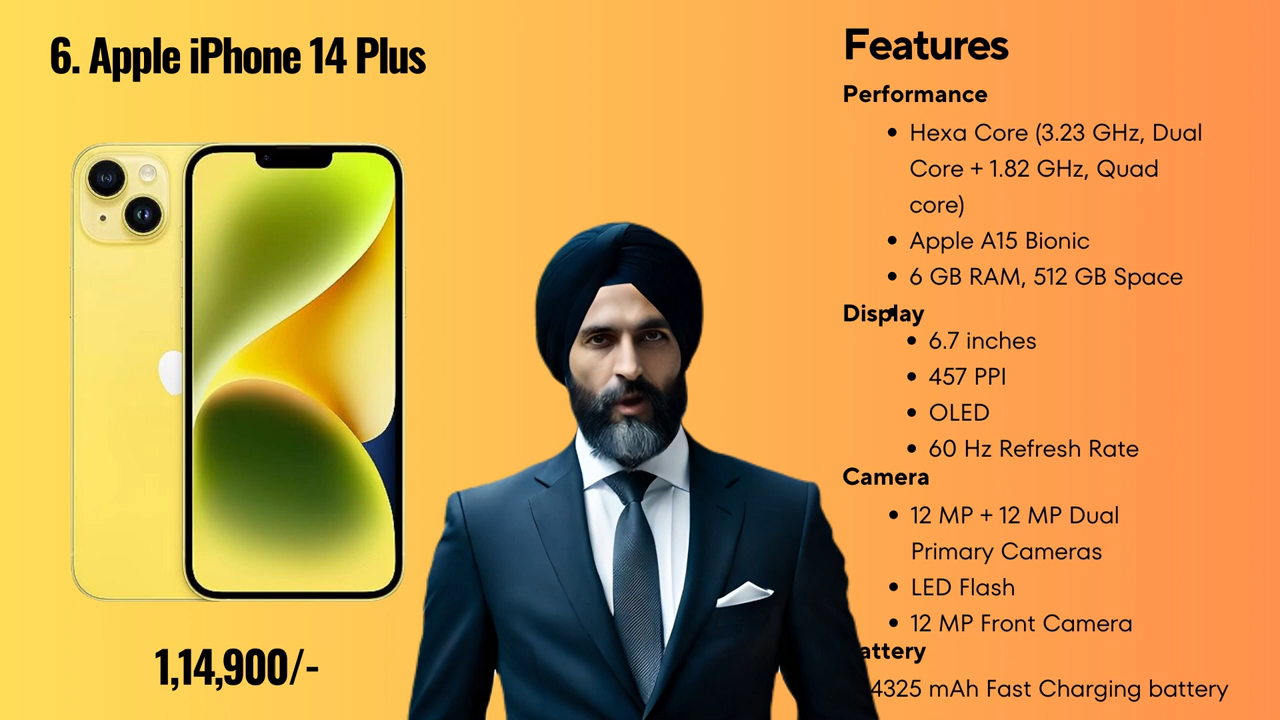 6. Apple iPhone 14 Plus
1,14,900/-
Features
Performance
• Hexa Core (3.23 GHz, Dual
Core + 1.82 GHz, Quad
core)
• Apple A15 Bionic
• 6 GB RAM, 512 GB Space
Display
• 6.7 inches
• 457 PPI
• OLED
• 60 Hz Refresh Rate
Camera
• 12 MP + 12 MP Dual
Primary Cameras
• LED Flash
• 12 MP Front Camera
attery
4325 mAh Fast Charging battery